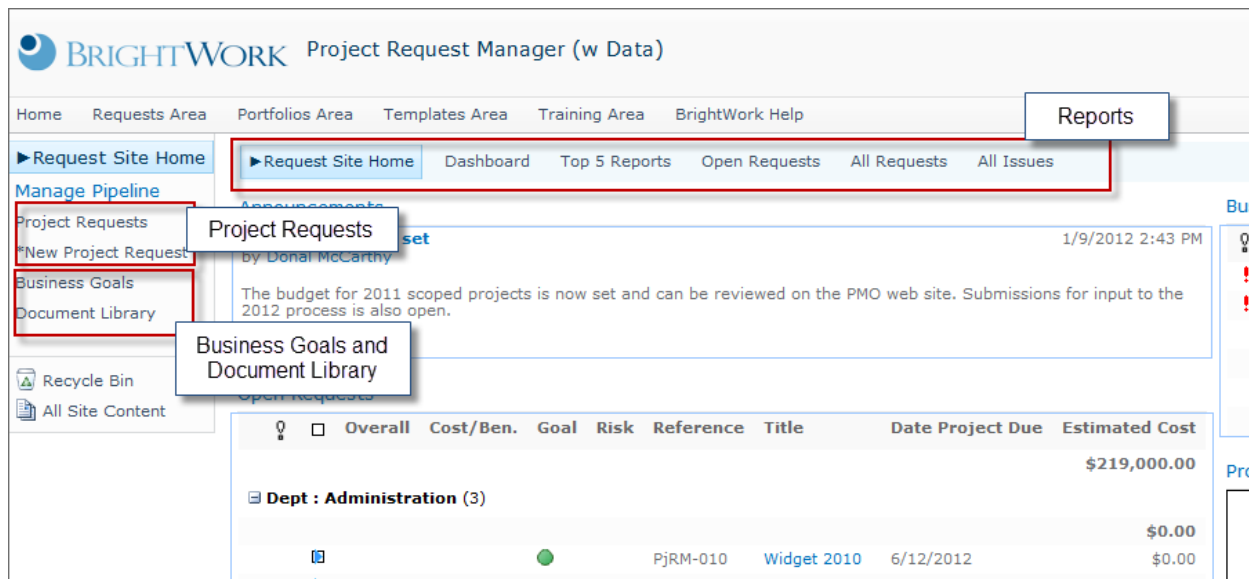 BRIGHTWORK Project Request Manager (w Data)
Home Requests Area Portfolios Area Templates Area Training Area BrightWork Help
Reports
►Request Site Home
►Request Site Home Dashboard Top 5 Reports Open Requests All Requests All Issues
Manage Pipeline
Project Requests
*New Project Request
Business Goals
Document Library
Recycle Bin
All Site Content
Project Requests
Business Goals and
Document Library
Announcements
set 1/9/2012 2:43 PM
by Donal McCarthy
The budget for 2011 scoped projects is now set and can be reviewed on the PMO web site. Submissions for input to the
2012 process is also open.
Open Requests
Overall Cost/Ben. Goal Risk Reference Title Date Project Due Estimated Cost
$219,000.00
Dept : Administration (3)
$0.00
PjRM-010 Widget 2010 6/12/2012 $0.00
Bu
Pro